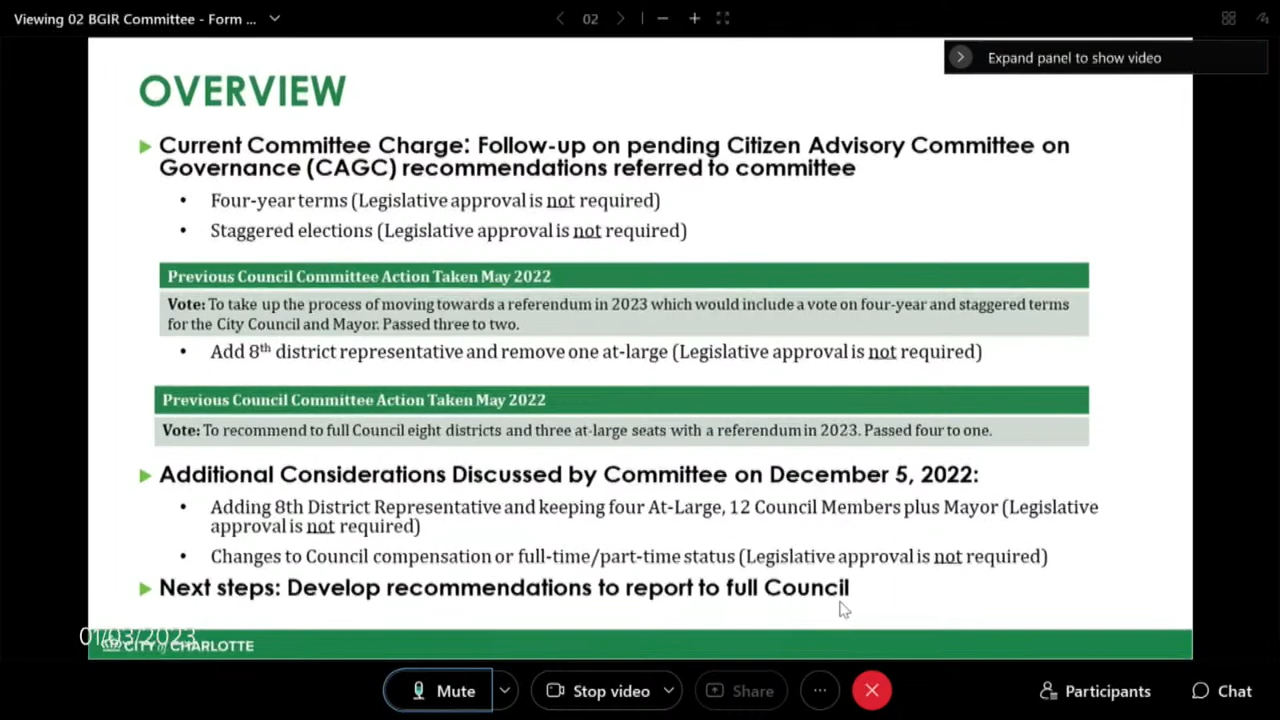 Viewing 02 BGIR Committee - Form ...
02
Expand panel to show video
OVERVIEW
Current Committee Charge: Follow-up on pending Citizen Advisory Committee on
Governance (CAGC) recommendations referred to committee
• Four-year terms (Legislative approval is not required)
• Staggered elections (Legislative approval is not required)
Previous Council Committee Action Taken May 2022
Vote: To take up the process of moving towards a referendum in 2023 which would include a vote on four-year and staggered terms
for the City Council and Mayor. Passed three to two.
• Add 8th district representative and remove one at-large (Legislative approval is not required)
Previous Council Committee Action Taken May 2022
Vote: To recommend to full Council eight districts and three at-large seats with a referendum in 2023. Passed four to one.
Additional Considerations Discussed by Committee on December 5, 2022:
• Adding 8th District Representative and keeping four At-Large, 12 Council Members plus Mayor (Legislative
approval is not required)
• Changes to Council compensation or full-time/part-time status (Legislative approval is not required)
Next steps: Develop recommendations to report to full Council
01/03/2023
CITY of CHARLOTTE
Mute
Stop video
Share
...
Participants
Chat